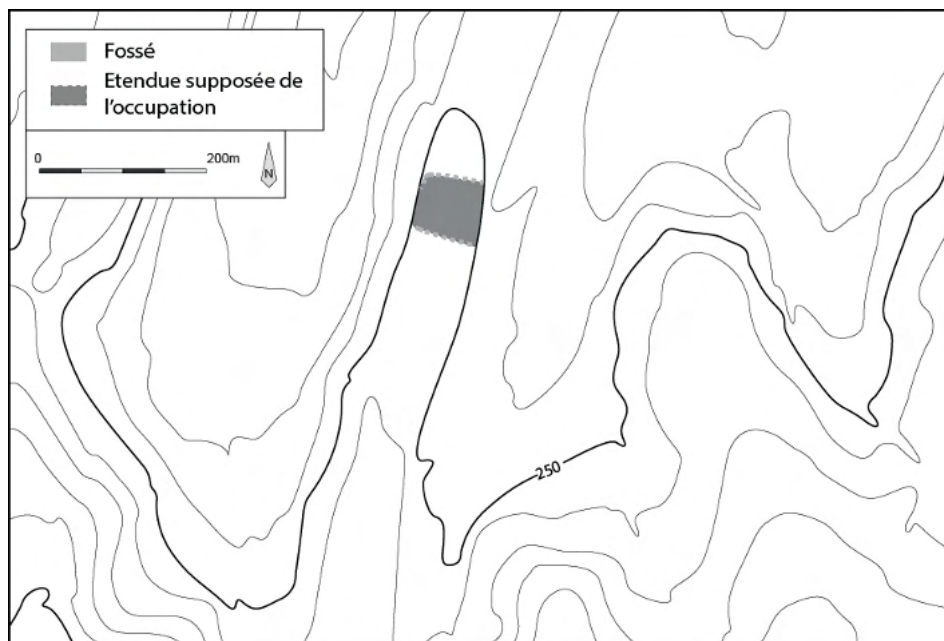 Fossé
Etendue supposée de
l'occupation
0 200m
N
250